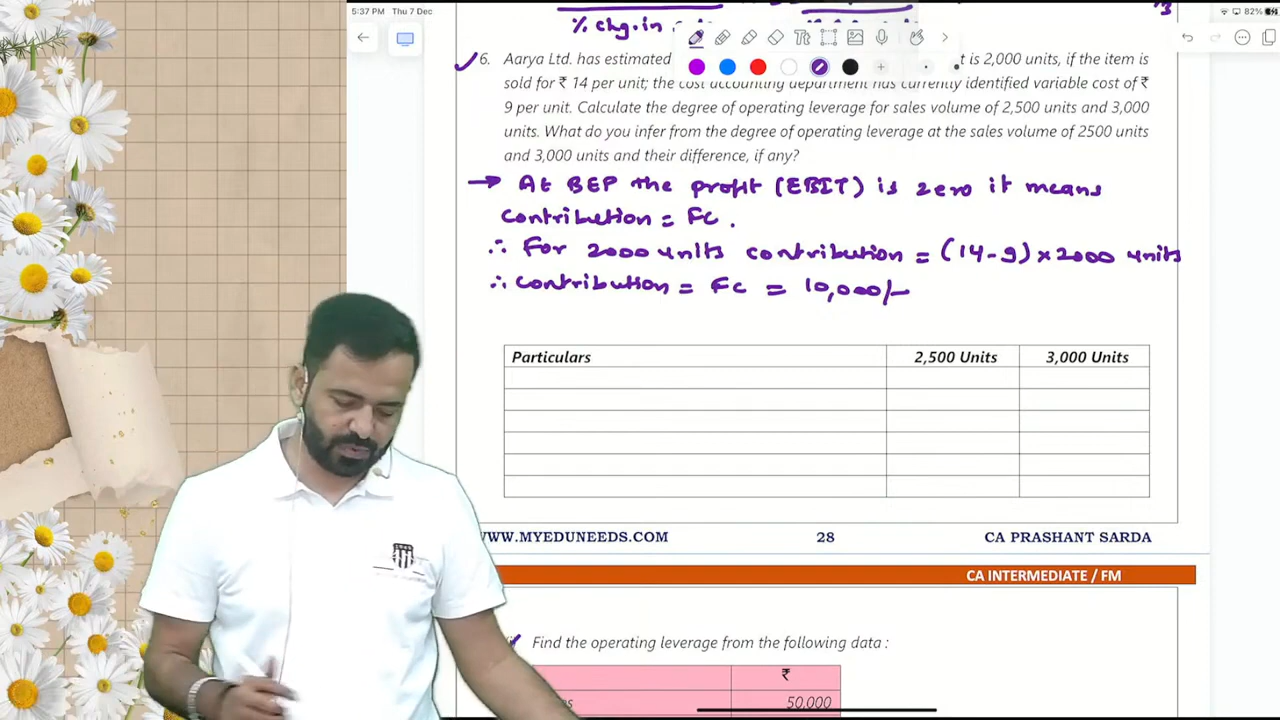 5:37 PM Thu 7 Dec
82%
% chg. in
6. Aarya Ltd. has estimated t is 2,000 units, if the item is
sold for ₹ 14 per unit; the cost accounting department has currently identified variable cost of ₹
9 per unit. Calculate the degree of operating leverage for sales volume of 2,500 units and 3,000
units. What do you infer from the degree of operating leverage at the sales volume of 2500 units
and 3,000 units and their difference, if any?
→ At BEP the profit (EBIT) is zero it means
contribution = FC.
∴ For 2000 units contribution = (14-9) × 2000 units
∴ contribution = FC = 10,000/-
Particulars 2,500 Units 3,000 Units
WWW.MYEDUNEEDS.COM 28 CA PRASHANT SARDA
CA INTERMEDIATE / FM
Find the operating leverage from the following data :
₹
50,000